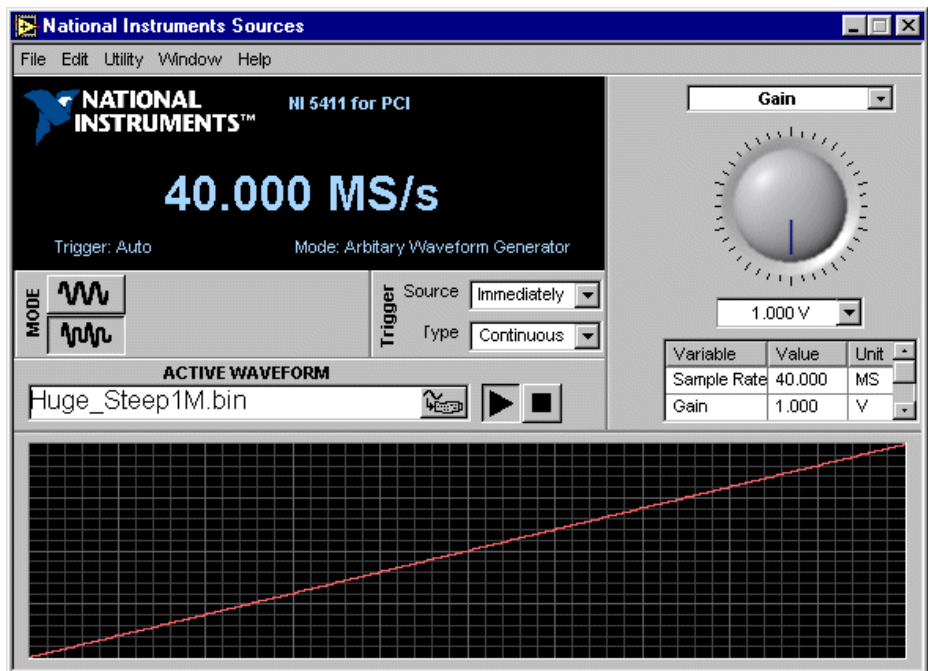 National Instruments Sources
File Edit Utility Window Help
NATIONAL INSTRUMENTS™
NI 5411 for PCI
40.000 MS/s
Trigger: Auto
Mode: Arbitary Waveform Generator
MODE
Trigger
Source Immediately
Type Continuous
ACTIVE WAVEFORM
Huge_Steep1M.bin
Gain
1.000 V
Variable Value Unit
Sample Rate 40.000 MS
Gain 1.000 V